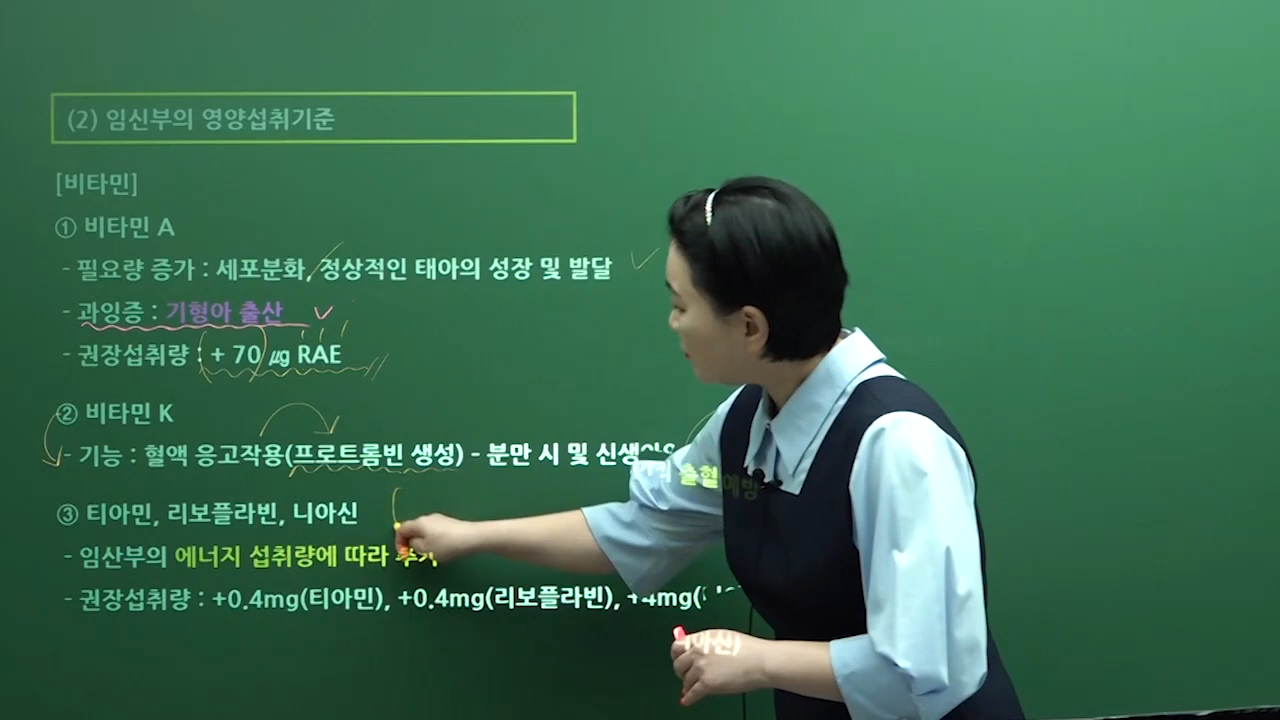 (2) 임신부의 영양섭취기준
[비타민]
① 비타민 A
- 필요량 증가 : 세포분화, 정상적인 태아의 성장 및 발달
- 과잉증 : 기형아 출산
- 권장섭취량 : + 70 ㎍ RAE
② 비타민 K
- 기능 : 혈액 응고작용(프로트롬빈 생성) - 분만 시 및 출혈예방
③ 티아민, 리보플라빈, 니아신
- 임산부의 에너지 섭취량에 따라
- 권장섭취량 : +0.4mg(티아민), +0.4mg(리보플라빈), +4mg(니아신)